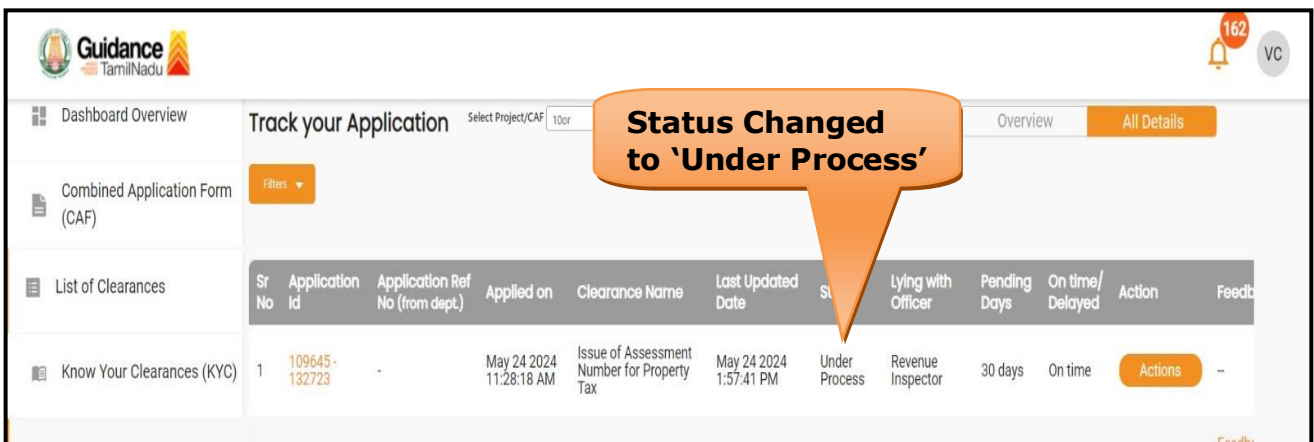 Guidance
TamilNadu
162
VC
Dashboard Overview
Track your Application
Select Project/CAF
10or
Status Changed
to ‘Under Process’
Overview
All Details
Combined Application Form
(CAF)
Filters
List of Clearances
Sr
No
Application
Id
Application Ref
No (from dept.)
Applied on
Clearance Name
Last Updated
Date
Lying with
Officer
Pending
Days
On time/
Delayed
Action
Feedb
Know Your Clearances (KYC)
1
109645 -
132723
-
May 24 2024
11:28:18 AM
Issue of Assessment
Number for Property
Tax
May 24 2024
1:57:41 PM
Under
Process
Revenue
Inspector
30 days
On time
Actions
--